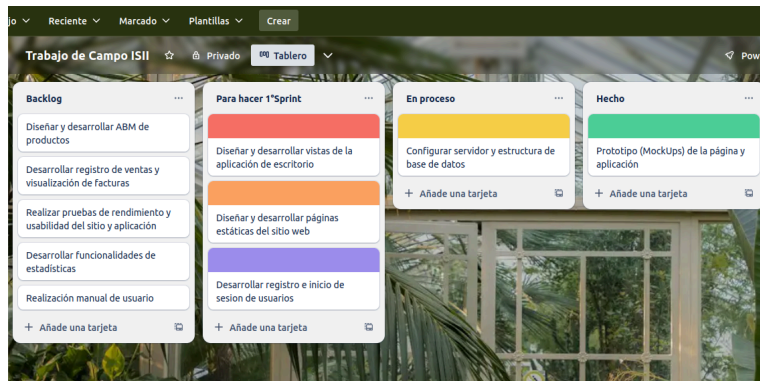 jo Reciente Marcado Plantillas Crear
Trabajo de Campo ISII Privado Tablero Pow
Backlog
Diseñar y desarrollar ABM de
productos
Desarrollar registro de ventas y
visualización de facturas
Realizar pruebas de rendimiento y
usabilidad del sitio y aplicación
Desarrollar funcionalidades de
estadísticas
Realización manual de usuario
+ Añade una tarjeta
Para hacer 1°Sprint
Diseñar y desarrollar vistas de la
aplicación de escritorio
Diseñar y desarrollar páginas
estáticas del sitio web
Desarrollar registro e inicio de
sesion de usuarios
+ Añade una tarjeta
En proceso
Configurar servidor y estructura de
base de datos
+ Añade una tarjeta
Hecho
Prototipo (MockUps) de la página y
aplicación
+ Añade una tarjeta